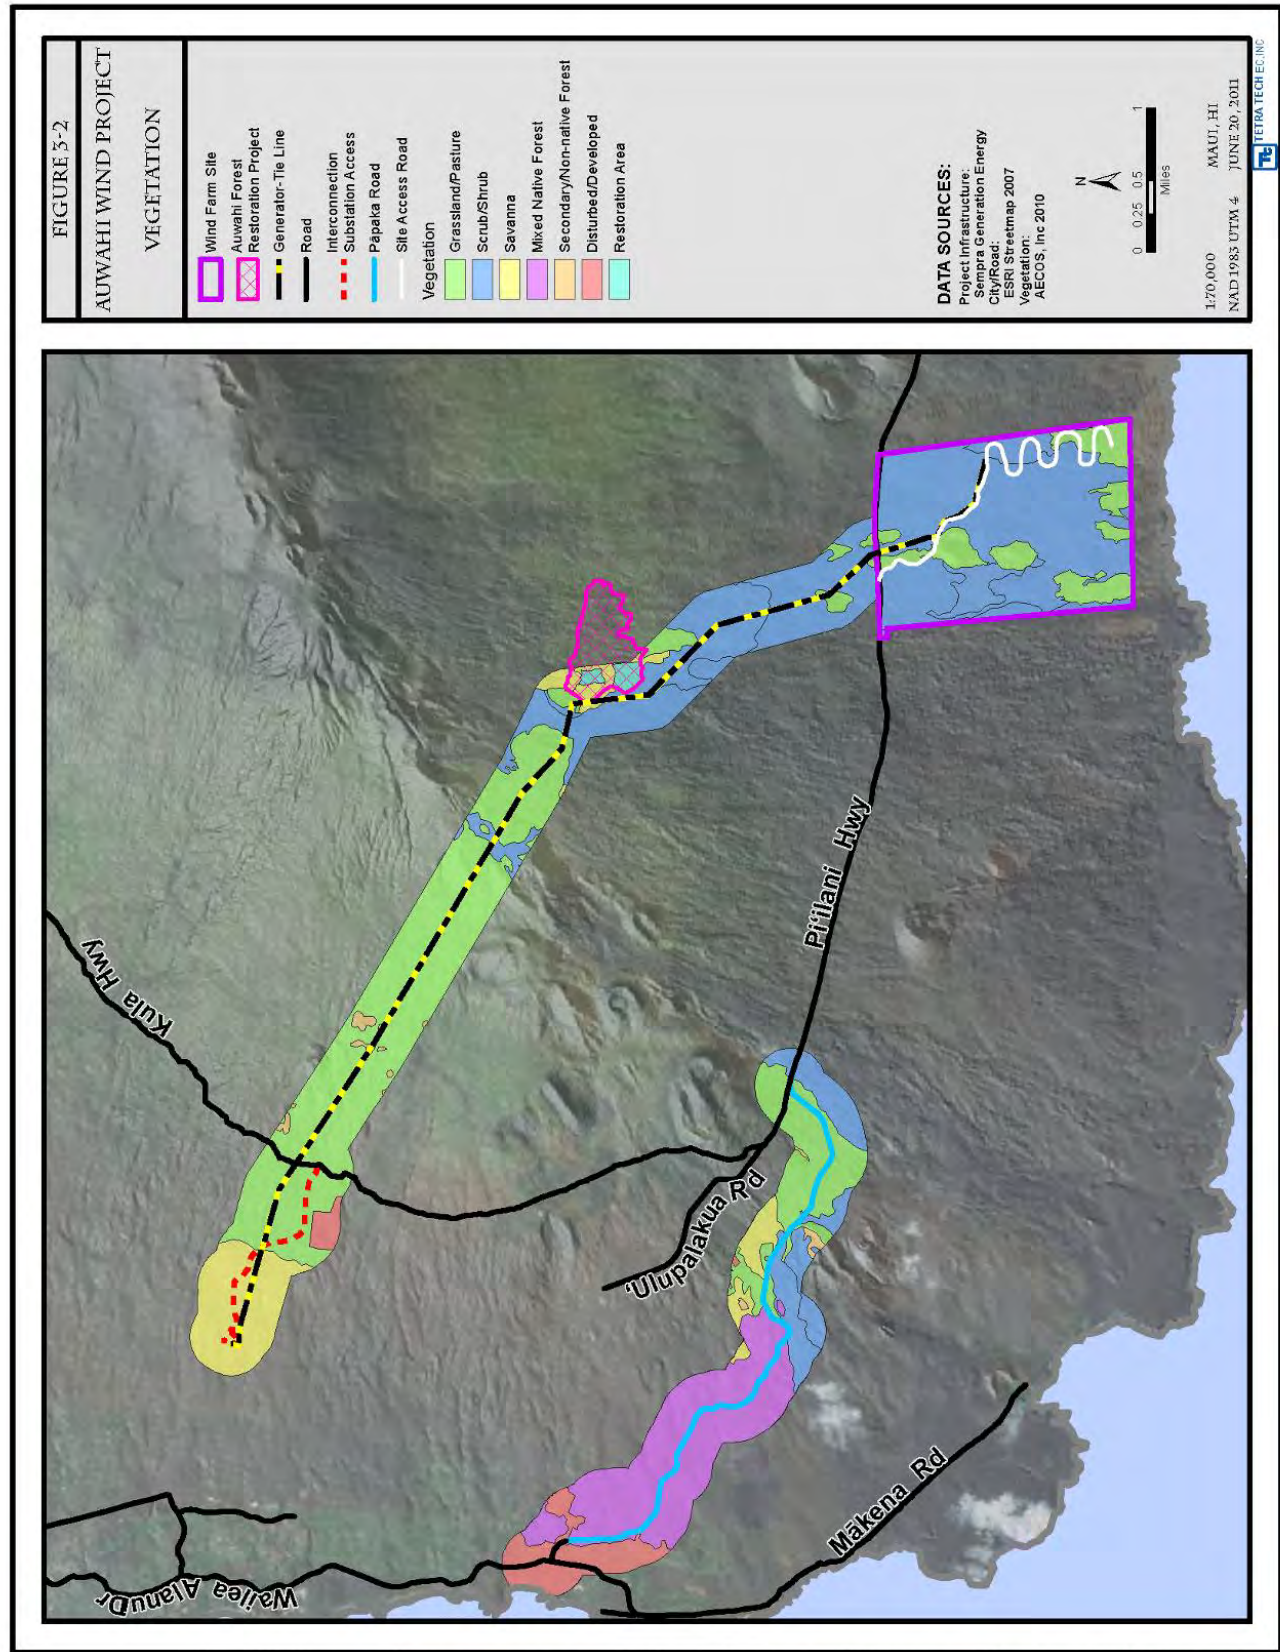 FIGURE 3-2
AUWAHI WIND PROJECT
VEGETATION
Wind Farm Site
Auwahi Forest
Restoration Project
Generator-Tie Line
Road
Interconnection
Substation Access
Papaka Road
Site Access Road
Vegetation
Grassland/Pasture
Scrub/Shrub
Savanna
Mixed Native Forest
Secondary/Non-native Forest
Disturbed/Developed
Restoration Area
DATA SOURCES:
Project Infrastructure:
Sempra Generation Energy
City/Road:
ESRI Streetmap 2007
Vegetation:
AECOS, Inc 2010
N
0 0.25 0.5 1
Miles
1:70,000 MAUI, HI
NAD 1983 UTM 4 JUNE 20, 2011
TETRA TECH EC, INC
Kula Hwy
Pi'ilani Hwy
'Ulupalakua Rd
Mākena Rd
Wailea Alanu Dr